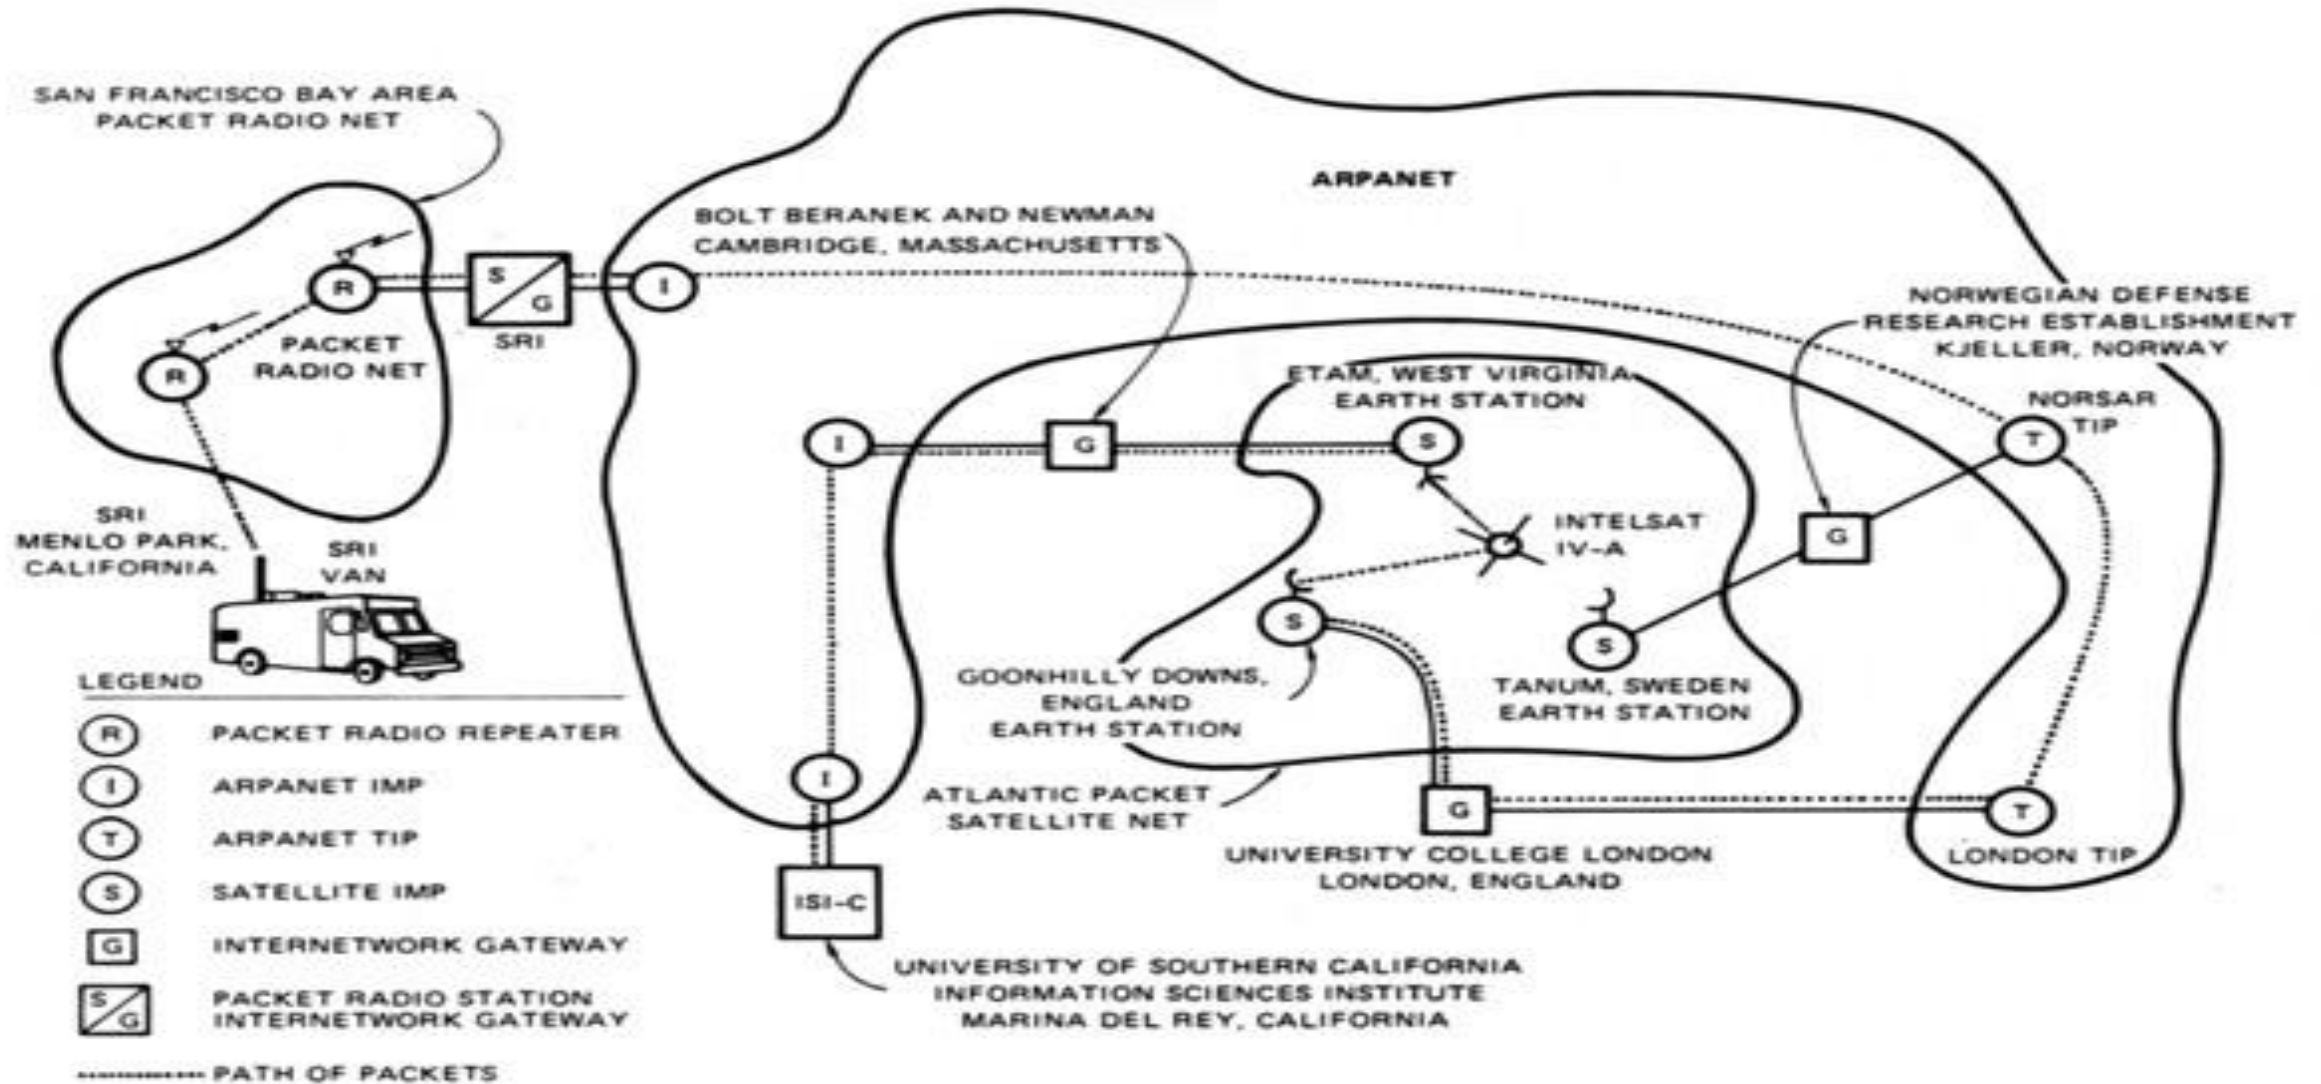 SAN FRANCISCO BAY AREA
PACKET RADIO NET
ARPANET
BOLT BERANEK AND NEWMAN
CAMBRIDGE, MASSACHUSETTS
S
G
SRI
R
I
PACKET
RADIO NET
R
NORWEGIAN DEFENSE
RESEARCH ESTABLISHMENT
KJELLER, NORWAY
NORSAR
TIP
T
ETAM, WEST VIRGINIA
EARTH STATION
I
G
S
INTELSAT
IV-A
G
SRI
MENLO PARK,
CALIFORNIA
SRI
VAN
S
S
GOONHILLY DOWNS,
ENGLAND
EARTH STATION
TANUM, SWEDEN
EARTH STATION
I
ATLANTIC PACKET
SATELLITE NET
G
T
UNIVERSITY COLLEGE LONDON
LONDON, ENGLAND
LONDON TIP
ISI-C
UNIVERSITY OF SOUTHERN CALIFORNIA
INFORMATION SCIENCES INSTITUTE
MARINA DEL REY, CALIFORNIA
LEGEND
R PACKET RADIO REPEATER
I ARPANET IMP
T ARPANET TIP
S SATELLITE IMP
G INTERNETWORK GATEWAY
S PACKET RADIO STATION
G INTERNETWORK GATEWAY
PATH OF PACKETS